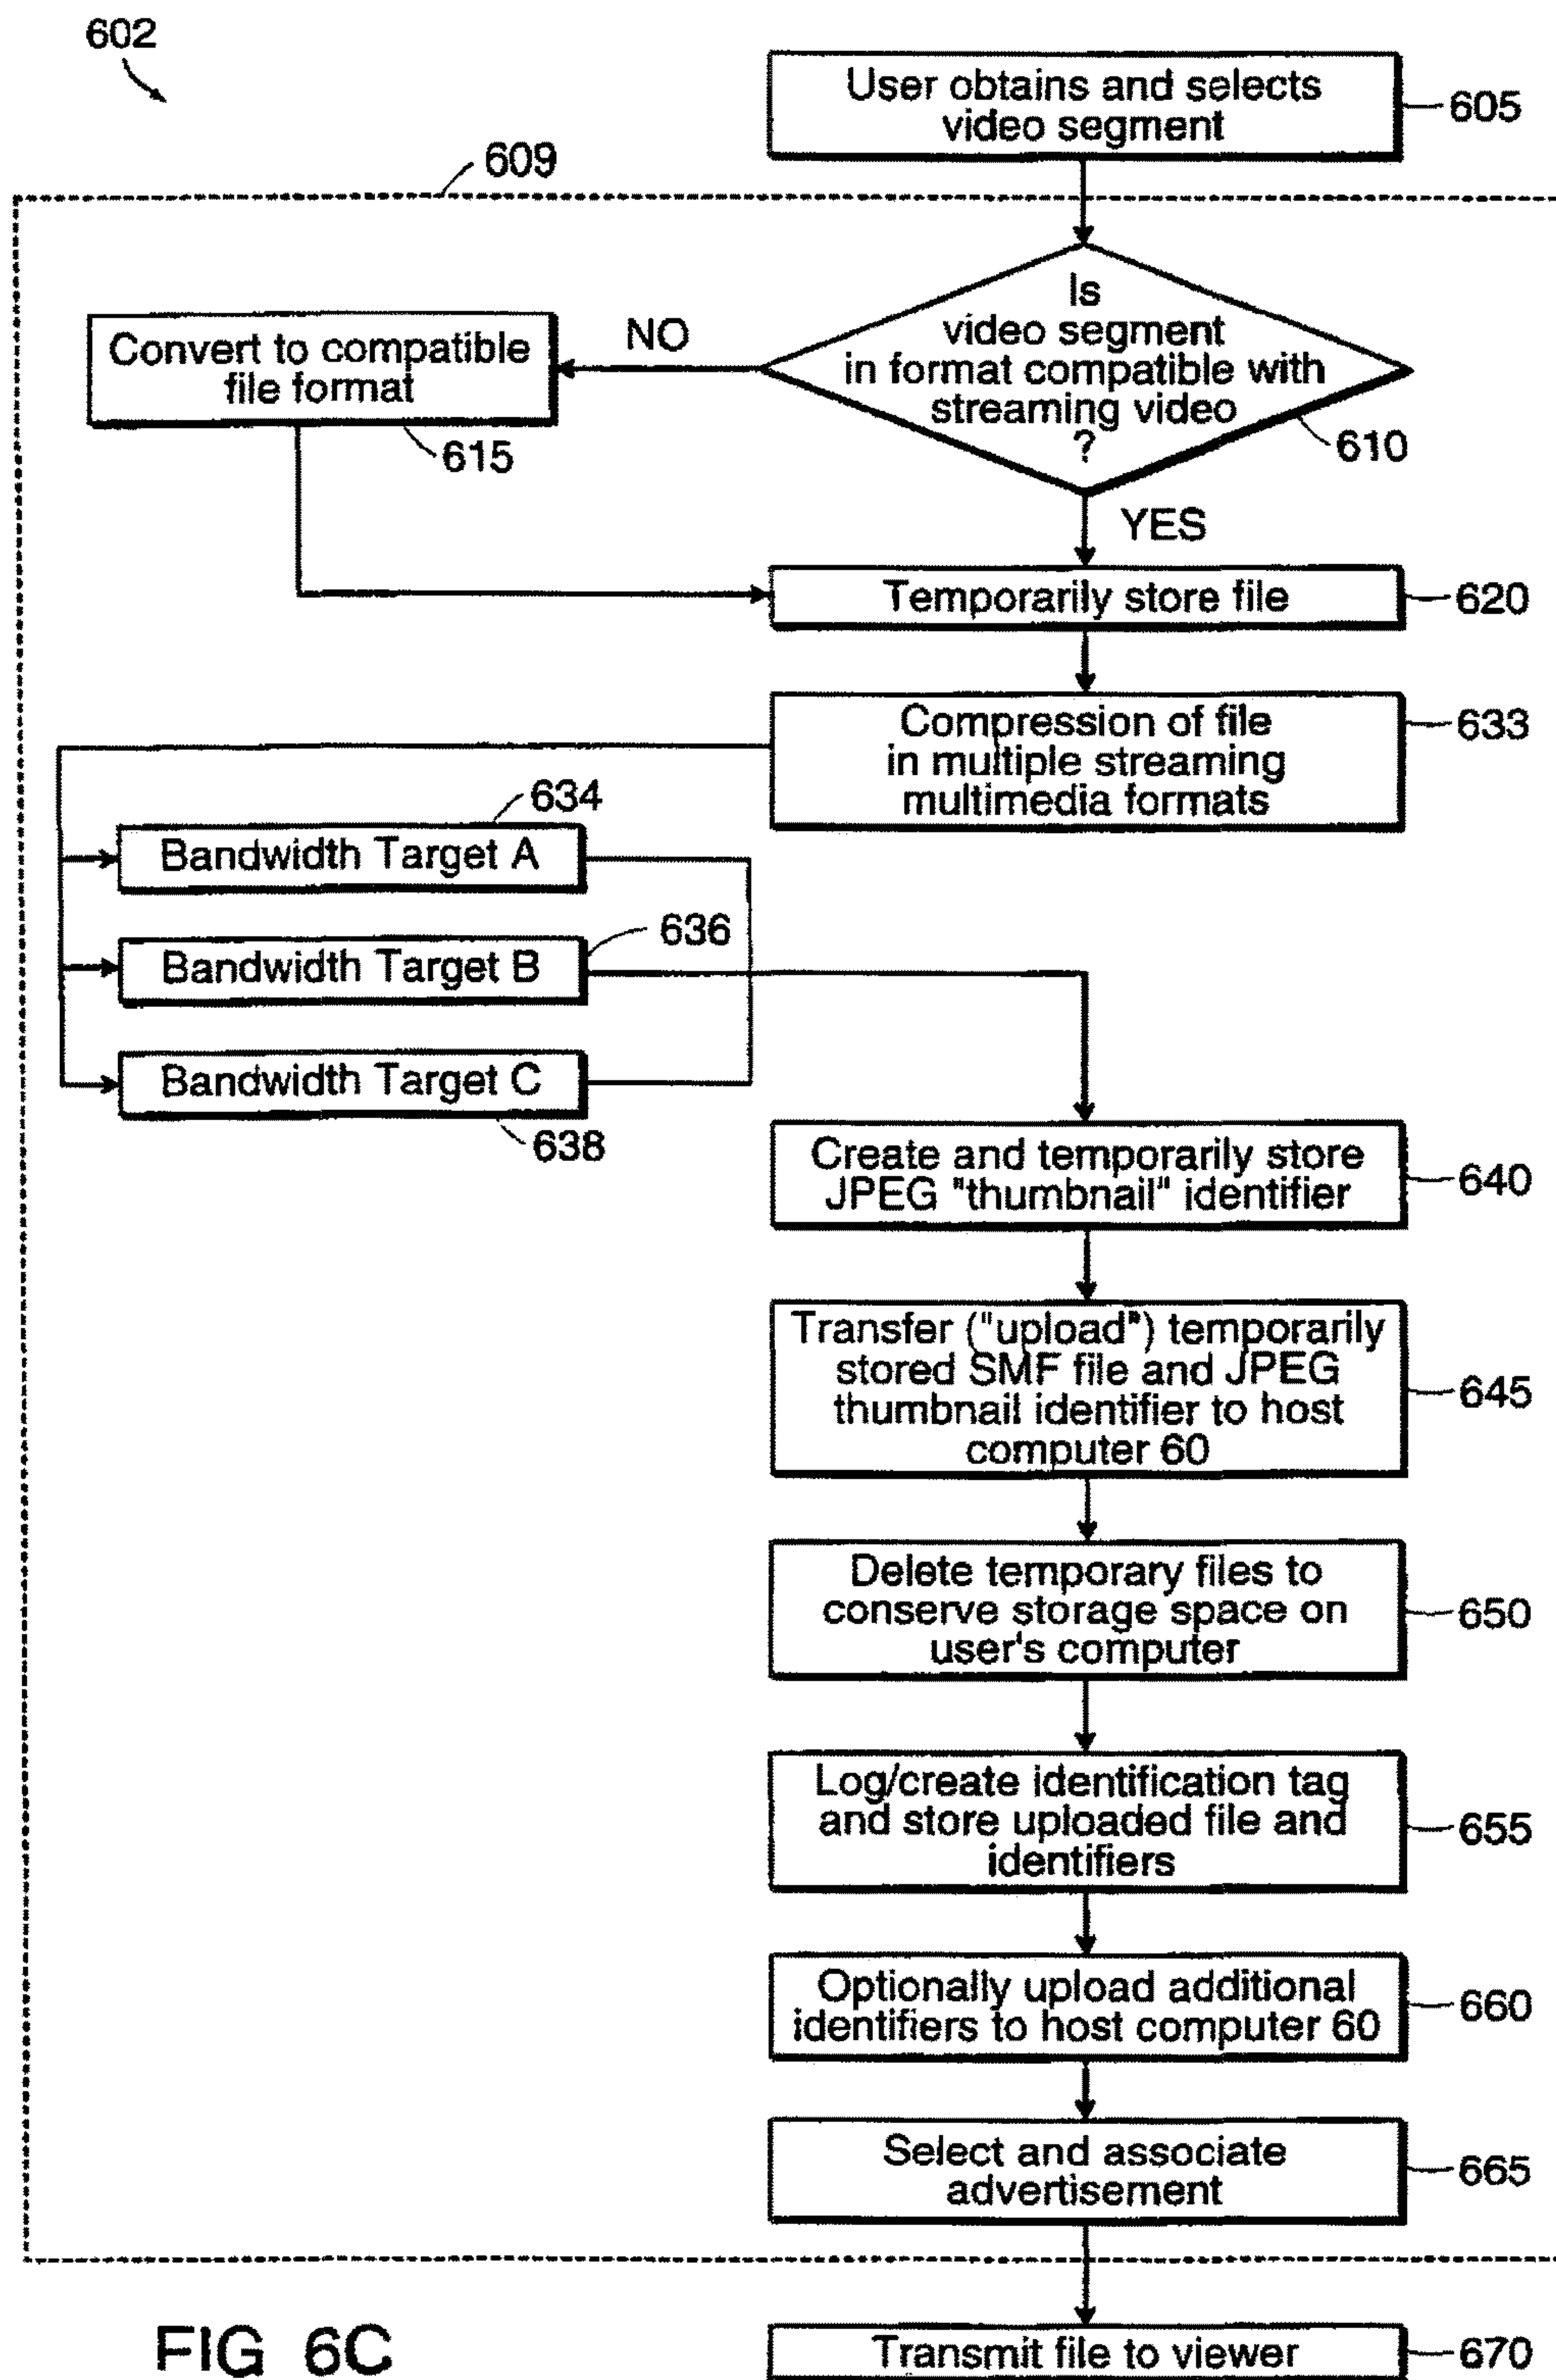 602
User obtains and selects
video segment
605
609
Is
video segment
in format compatible with
streaming video
?
610
NO
Convert to compatible
file format
615
YES
Temporarily store file
620
Compression of file
in multiple streaming
multimedia formats
633
634
Bandwidth Target A
636
Bandwidth Target B
Bandwidth Target C
638
Create and temporarily store
JPEG "thumbnail" identifier
640
Transfer ("upload") temporarily
stored SMF file and JPEG
thumbnail identifier to host
computer 60
645
Delete temporary files to
conserve storage space on
user's computer
650
Log/create identification tag
and store uploaded file and
identifiers
655
Optionally upload additional
identifiers to host computer 60
660
Select and associate
advertisement
665
Transmit file to viewer
670
FIG 6C